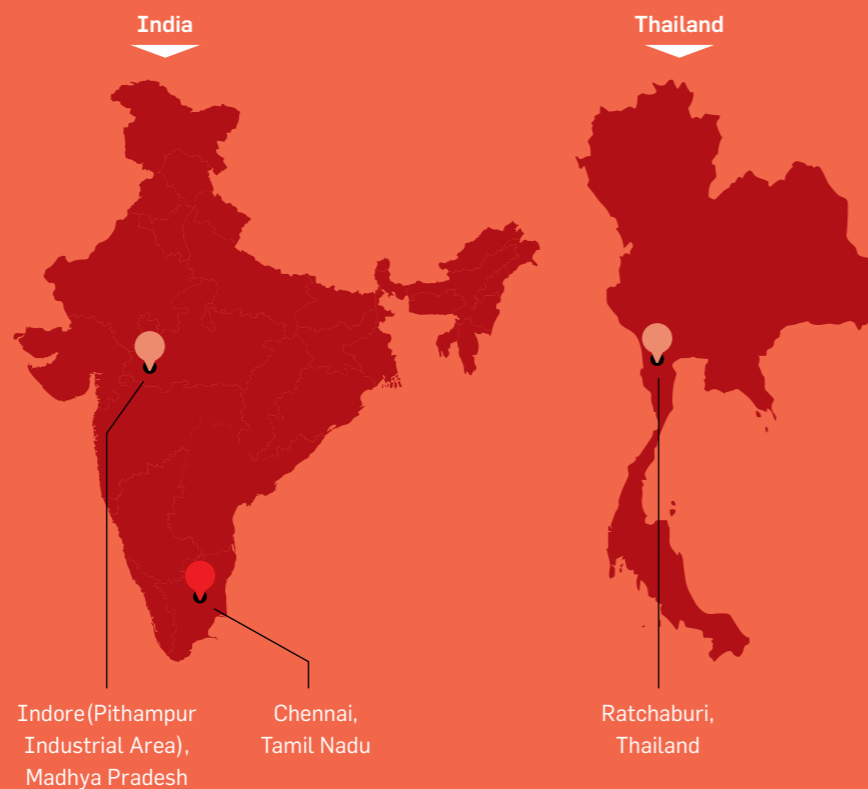 India
Thailand
Indore(Pithampur
Industrial Area),
Madhya Pradesh
Chennai,
Tamil Nadu
Ratchaburi,
Thailand